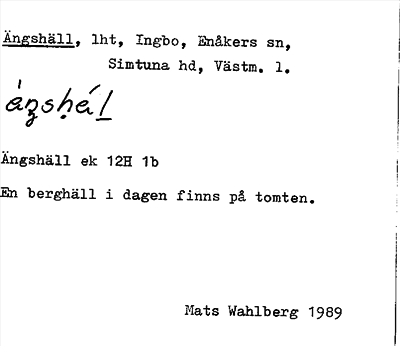 Ängshäll, lht, Ingbo, Enåkers sn,
Simtuna hd, Västm. l.
Ängshäll ek 12H 1b
En berghäll i dagen finns på tomten.
Mats Wahlberg 1989